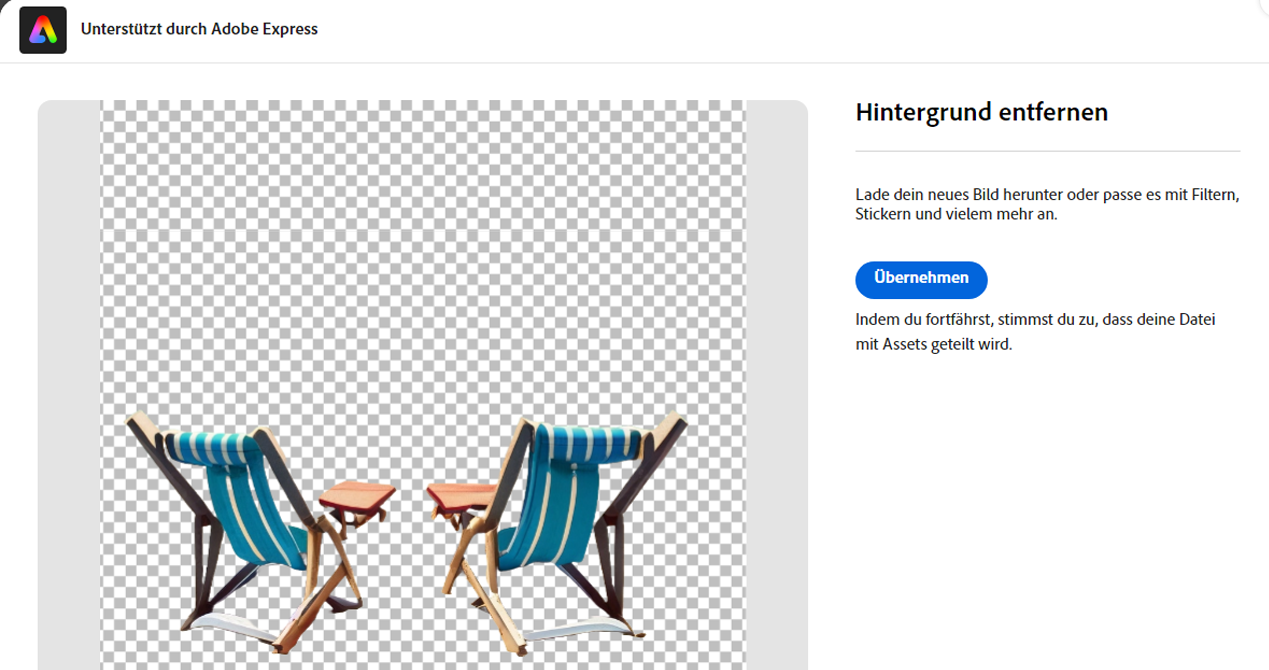 Unterstützt durch Adobe Express
Hintergrund entfernen
Lade dein neues Bild herunter oder passe es mit Filtern,
Stickern und vielem mehr an.
Übernehmen
Indem du fortfährst, stimmst du zu, dass deine Datei
mit Assets geteilt wird.